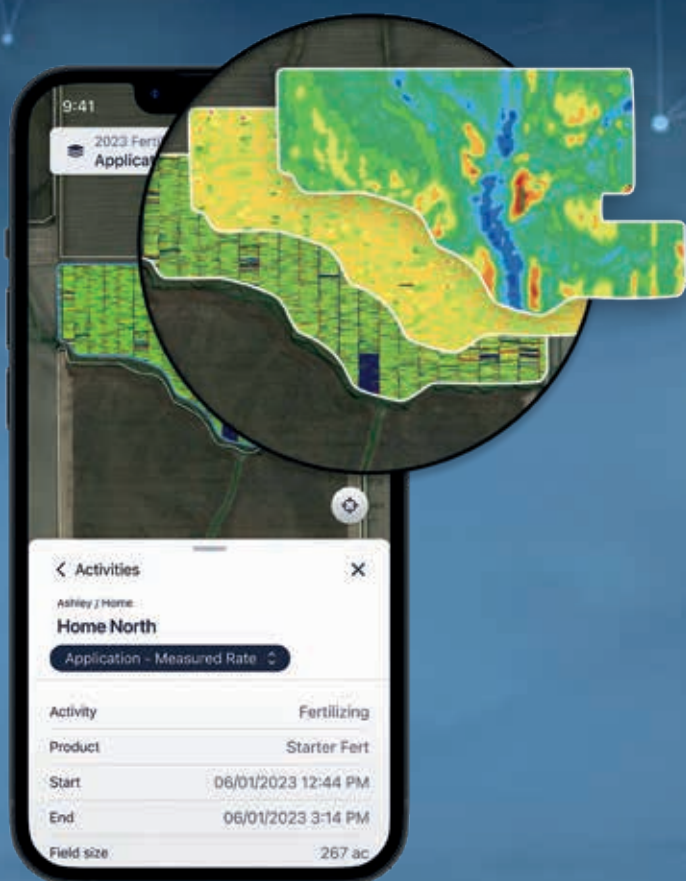 9:41
2023 Ferti
Applicat
Activities
Ashley / Home
Home North
Application - Measured Rate
Activity Fertilizing
Product Starter Fert
Start 06/01/2023 12:44 PM
End 06/01/2023 3:14 PM
Field size 267 ac